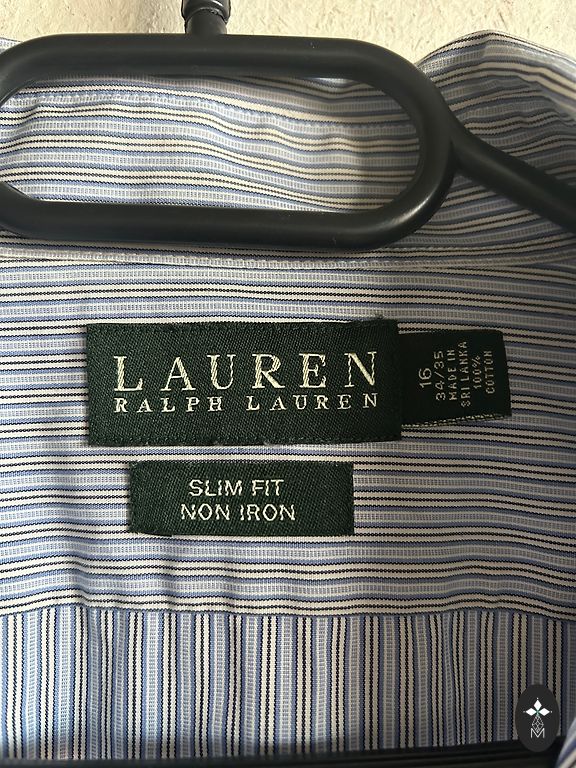 LAUREN
RALPH LAUREN
16
34/35
MADE IN
SRI LANKA
100%
COTTON
SLIM FIT
NON IRON